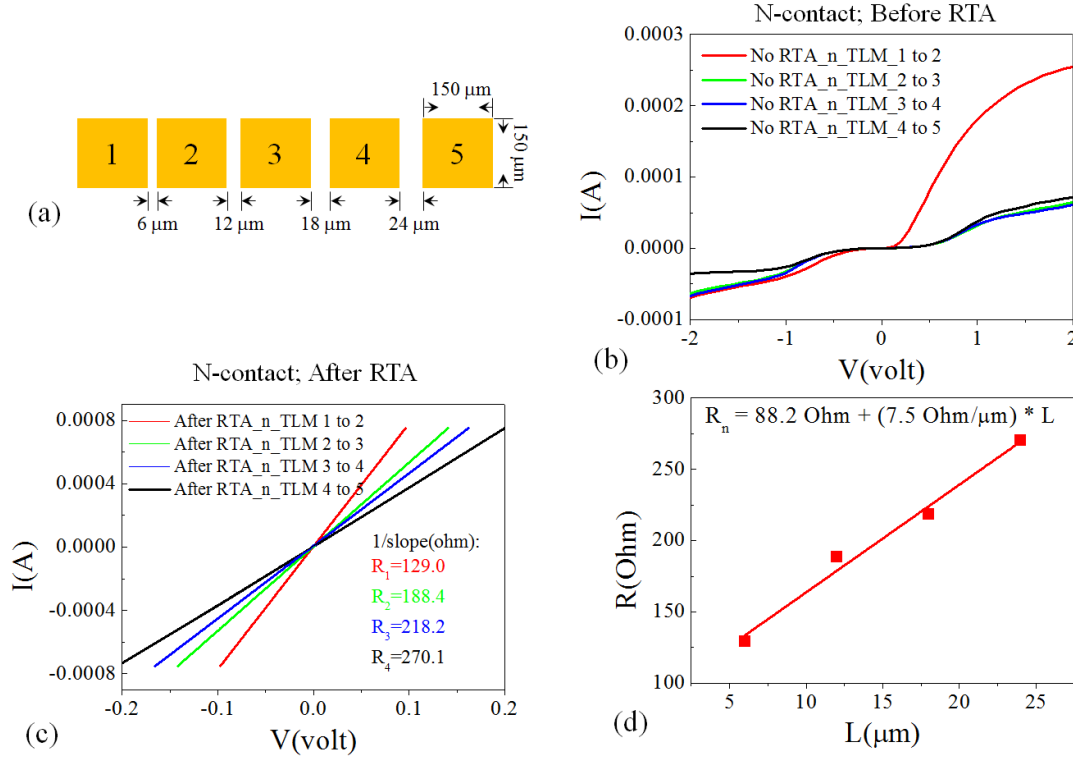 150 μm
1 2 3 4 5
150 μm
(a)
6 μm 12 μm 18 μm 24 μm
N-contact; Before RTA
0.0003
0.0002
0.0001
0.0000
-0.0001
I(A)
No RTA_n_TLM_1 to 2
No RTA_n_TLM_2 to 3
No RTA_n_TLM_3 to 4
No RTA_n_TLM_4 to 5
-2 -1 0 1 2
(b)
V(volt)
N-contact; After RTA
0.0008
0.0004
0.0000
-0.0004
-0.0008
I(A)
After RTA_n_TLM 1 to 2
After RTA_n_TLM 2 to 3
After RTA_n_TLM 3 to 4
After RTA_n_TLM 4 to 5
1/slope(ohm):
R1=129.0
R2=188.4
R3=218.2
R4=270.1
-0.2 -0.1 0.0 0.1 0.2
(c)
V(volt)
300
250
200
150
100
R(Ohm)
Rn = 88.2 Ohm + (7.5 Ohm/μm) * L
5 10 15 20 25
L(μm)
(d)